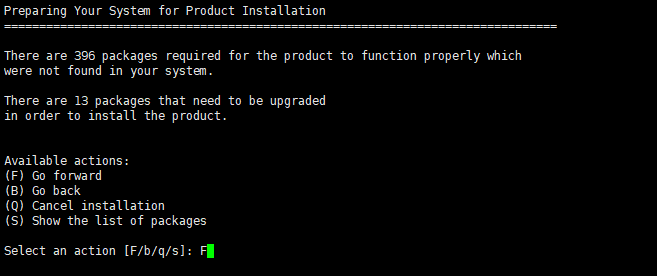 Preparing Your System for Product Installation
===============================================================================
There are 396 packages required for the product to function properly which
were not found in your system.
There are 13 packages that need to be upgraded
in order to install the product.
Available actions:
(F) Go forward
(B) Go back
(Q) Cancel installation
(S) Show the list of packages
Select an action [F/b/q/s]: F